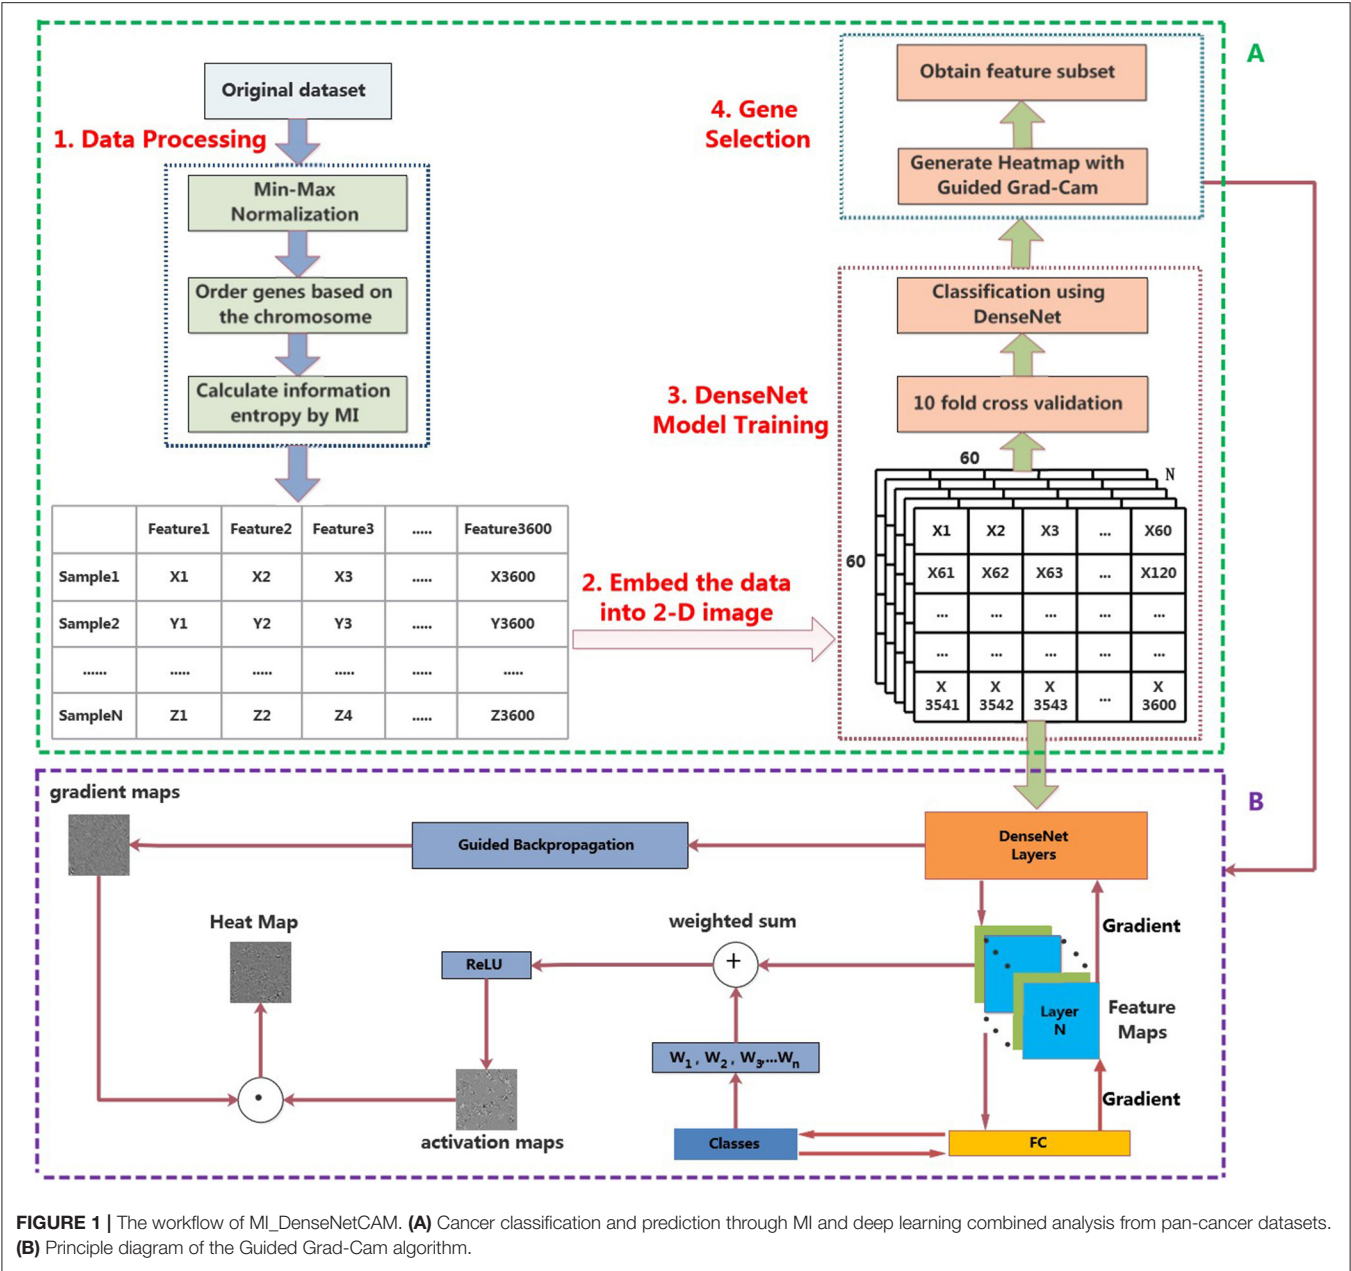 A
Original dataset
1. Data Processing
Min-Max
Normalization
Order genes based on
the chromosome
Calculate information
entropy by MI
Feature1 Feature2 Feature3 ..... Feature3600
Sample1 X1 X2 X3 ..... X3600
Sample2 Y1 Y2 Y3 ..... Y3600
...... ..... ..... ..... ..... .....
SampleN Z1 Z2 Z4 ..... Z3600
2. Embed the data
into 2-D image
4. Gene
Selection
Obtain feature subset
Generate Heatmap with
Guided Grad-Cam
3. DenseNet
Model Training
Classification using
DenseNet
10 fold cross validation
60
N
60
X1 X2 X3 ... X60
X61 X62 X63 ... X120
... ... ... ... ...
... ... ... ... ...
X X X ... X
3541 3542 3543 3600
B
gradient maps
Guided Backpropagation
DenseNet
Layers
Heat Map
weighted sum
Gradient
ReLU
+
Layer
N
Feature
Maps
W1 , W2 , W3,...Wn
Gradient
activation maps
Classes
FC
FIGURE 1 | The workflow of MI_DenseNetCAM. (A) Cancer classification and prediction through MI and deep learning combined analysis from pan-cancer datasets.
(B) Principle diagram of the Guided Grad-Cam algorithm.